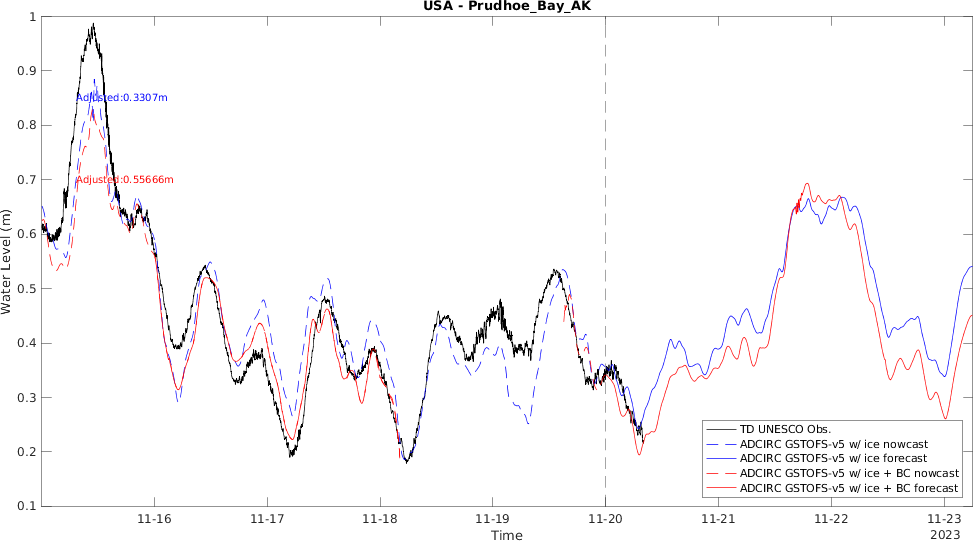 USA - Prudhoe_Bay_AK
1
0.9
0.8
0.7
0.6
0.5
0.4
0.3
0.2
0.1
Water Level (m)
Adjusted:0.3307m
Adjusted:0.55666m
TD UNESCO Obs.
ADCIRC GSTOFS-v5 w/ ice nowcast
ADCIRC GSTOFS-v5 w/ ice forecast
ADCIRC GSTOFS-v5 w/ ice + BC nowcast
ADCIRC GSTOFS-v5 w/ ice + BC forecast
11-16 11-17 11-18 11-19 11-20 11-21 11-22 11-23
Time
2023